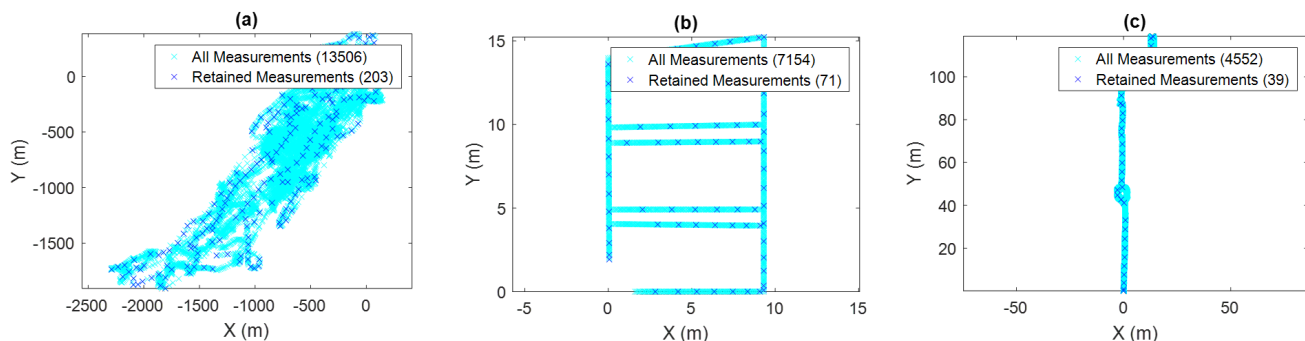 (a)
All Measurements (13506)
Retained Measurements (203)
0
-500
-1000
-1500
Y (m)
-2500 -2000 -1500 -1000 -500 0
X (m)
(b)
All Measurements (7154)
Retained Measurements (71)
15
10
5
0
Y (m)
-5 0 5 10 15
X (m)
(c)
All Measurements (4552)
Retained Measurements (39)
100
80
60
40
20
Y (m)
-50 0 50
X (m)